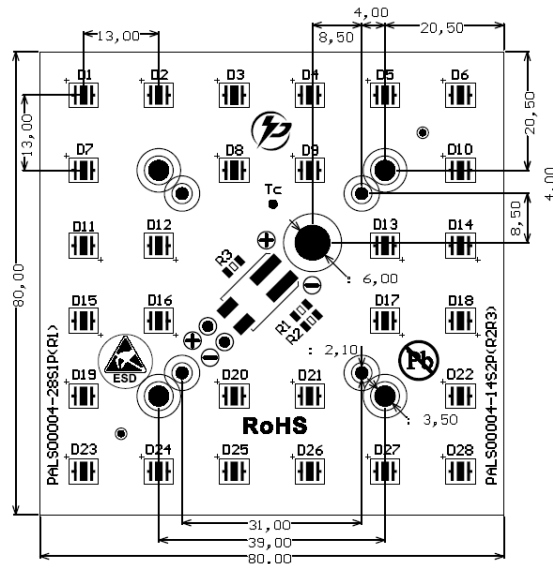 4,00
13,00
8,50
20,50
D1 D2 D3 D4 D5 D6
13,00
20,50
D7 D8 D9 D10
Tc
4,00
8,50
D11 D12 D13 D14
+
R3
: 6,00
−
80,00
D15 D16 D17 D18
R1
R2
+
−
: 2,10
ESD
Pb
D19 D20 D21 D22
: 3,50
RoHS
PALS00004-28S1P(R1)
PALS00004-14S2P(R2R3)
D23 D24 D25 D26 D27 D28
31,00
39,00
80,00